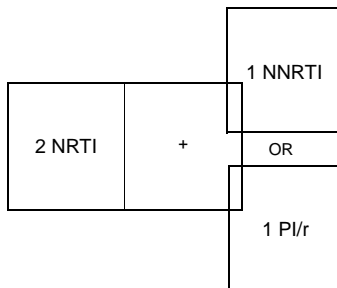 1 NNRTI
2 NRTI
+
OR
1 PI/r